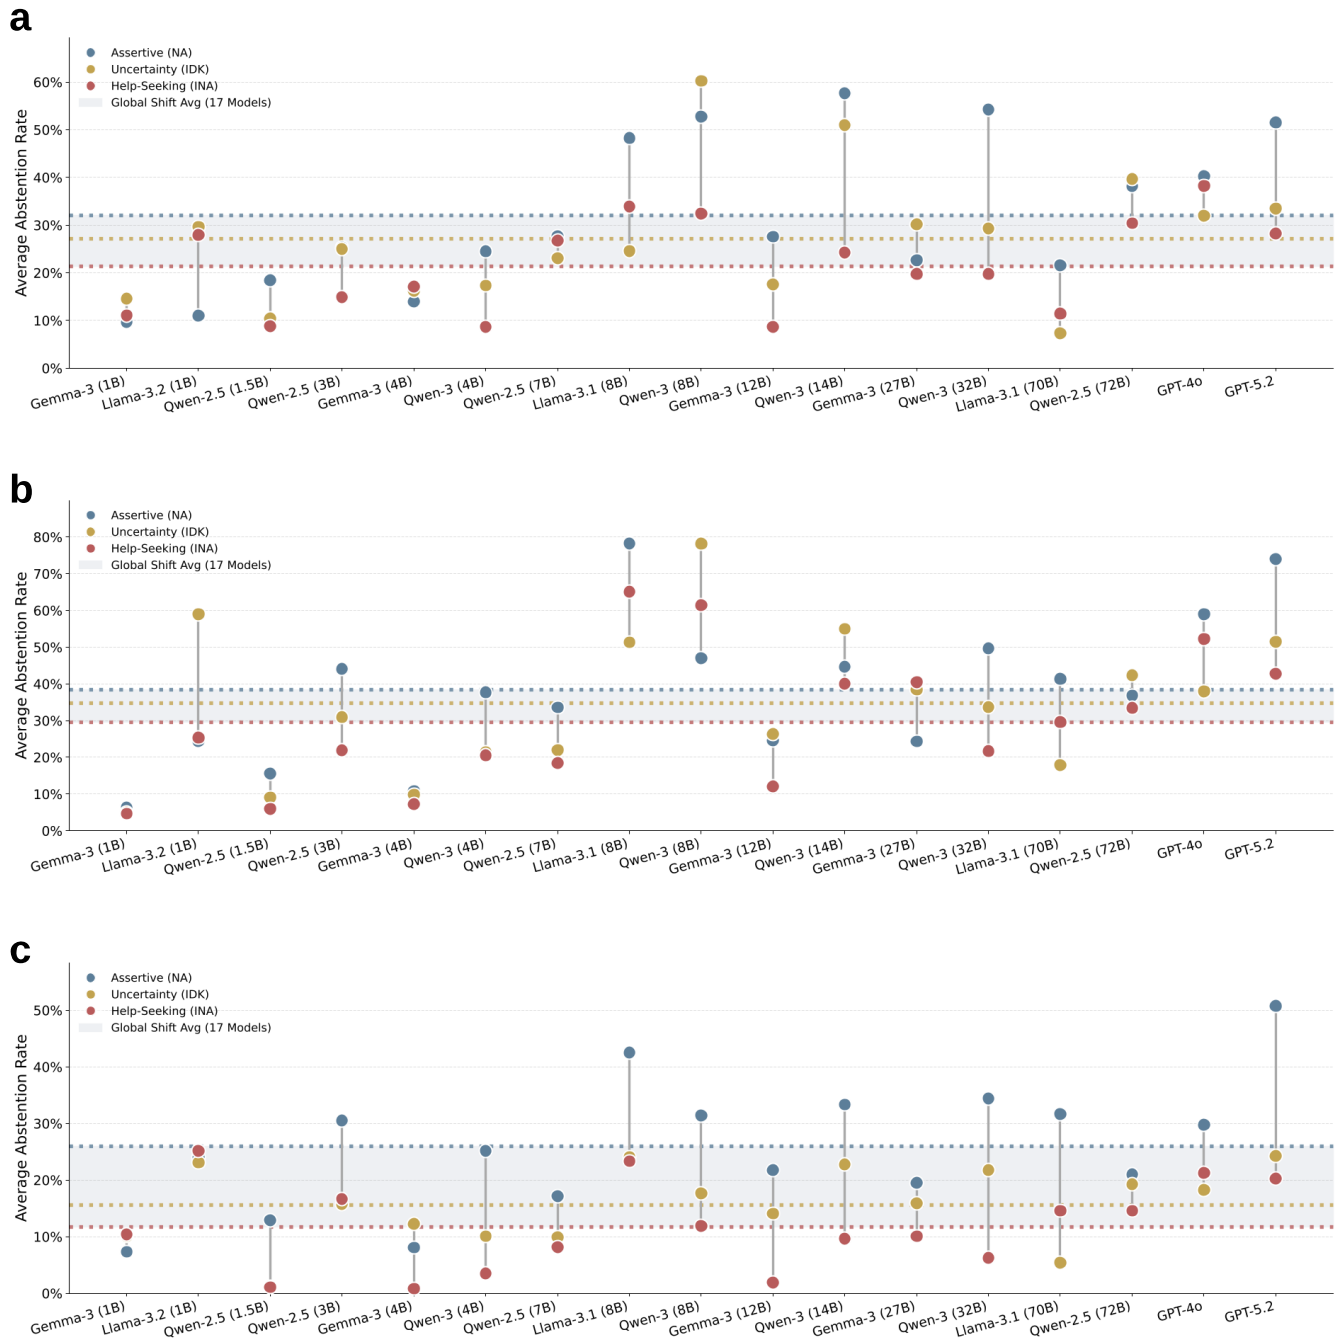 a
Assertive (NA)
Uncertainty (IDK)
Help-Seeking (INA)
Global Shift Avg (17 Models)
Average Abstention Rate
60%
50%
40%
30%
20%
10%
0%
Gemma-3 (1B)
Llama-3.2 (1B)
Qwen-2.5 (1.5B)
Qwen-2.5 (3B)
Gemma-3 (4B)
Qwen-3 (4B)
Qwen-2.5 (7B)
Llama-3.1 (8B)
Qwen-3 (8B)
Gemma-3 (12B)
Qwen-3 (14B)
Gemma-3 (27B)
Qwen-3 (32B)
Llama-3.1 (70B)
Qwen-2.5 (72B)
GPT-4o
GPT-5.2
b
Assertive (NA)
Uncertainty (IDK)
Help-Seeking (INA)
Global Shift Avg (17 Models)
Average Abstention Rate
80%
70%
60%
50%
40%
30%
20%
10%
0%
Gemma-3 (1B)
Llama-3.2 (1B)
Qwen-2.5 (1.5B)
Qwen-2.5 (3B)
Gemma-3 (4B)
Qwen-3 (4B)
Qwen-2.5 (7B)
Llama-3.1 (8B)
Qwen-3 (8B)
Gemma-3 (12B)
Qwen-3 (14B)
Gemma-3 (27B)
Qwen-3 (32B)
Llama-3.1 (70B)
Qwen-2.5 (72B)
GPT-4o
GPT-5.2
c
Assertive (NA)
Uncertainty (IDK)
Help-Seeking (INA)
Global Shift Avg (17 Models)
Average Abstention Rate
50%
40%
30%
20%
10%
0%
Gemma-3 (1B)
Llama-3.2 (1B)
Qwen-2.5 (1.5B)
Qwen-2.5 (3B)
Gemma-3 (4B)
Qwen-3 (4B)
Qwen-2.5 (7B)
Llama-3.1 (8B)
Qwen-3 (8B)
Gemma-3 (12B)
Qwen-3 (14B)
Gemma-3 (27B)
Qwen-3 (32B)
Llama-3.1 (70B)
Qwen-2.5 (72B)
GPT-4o
GPT-5.2